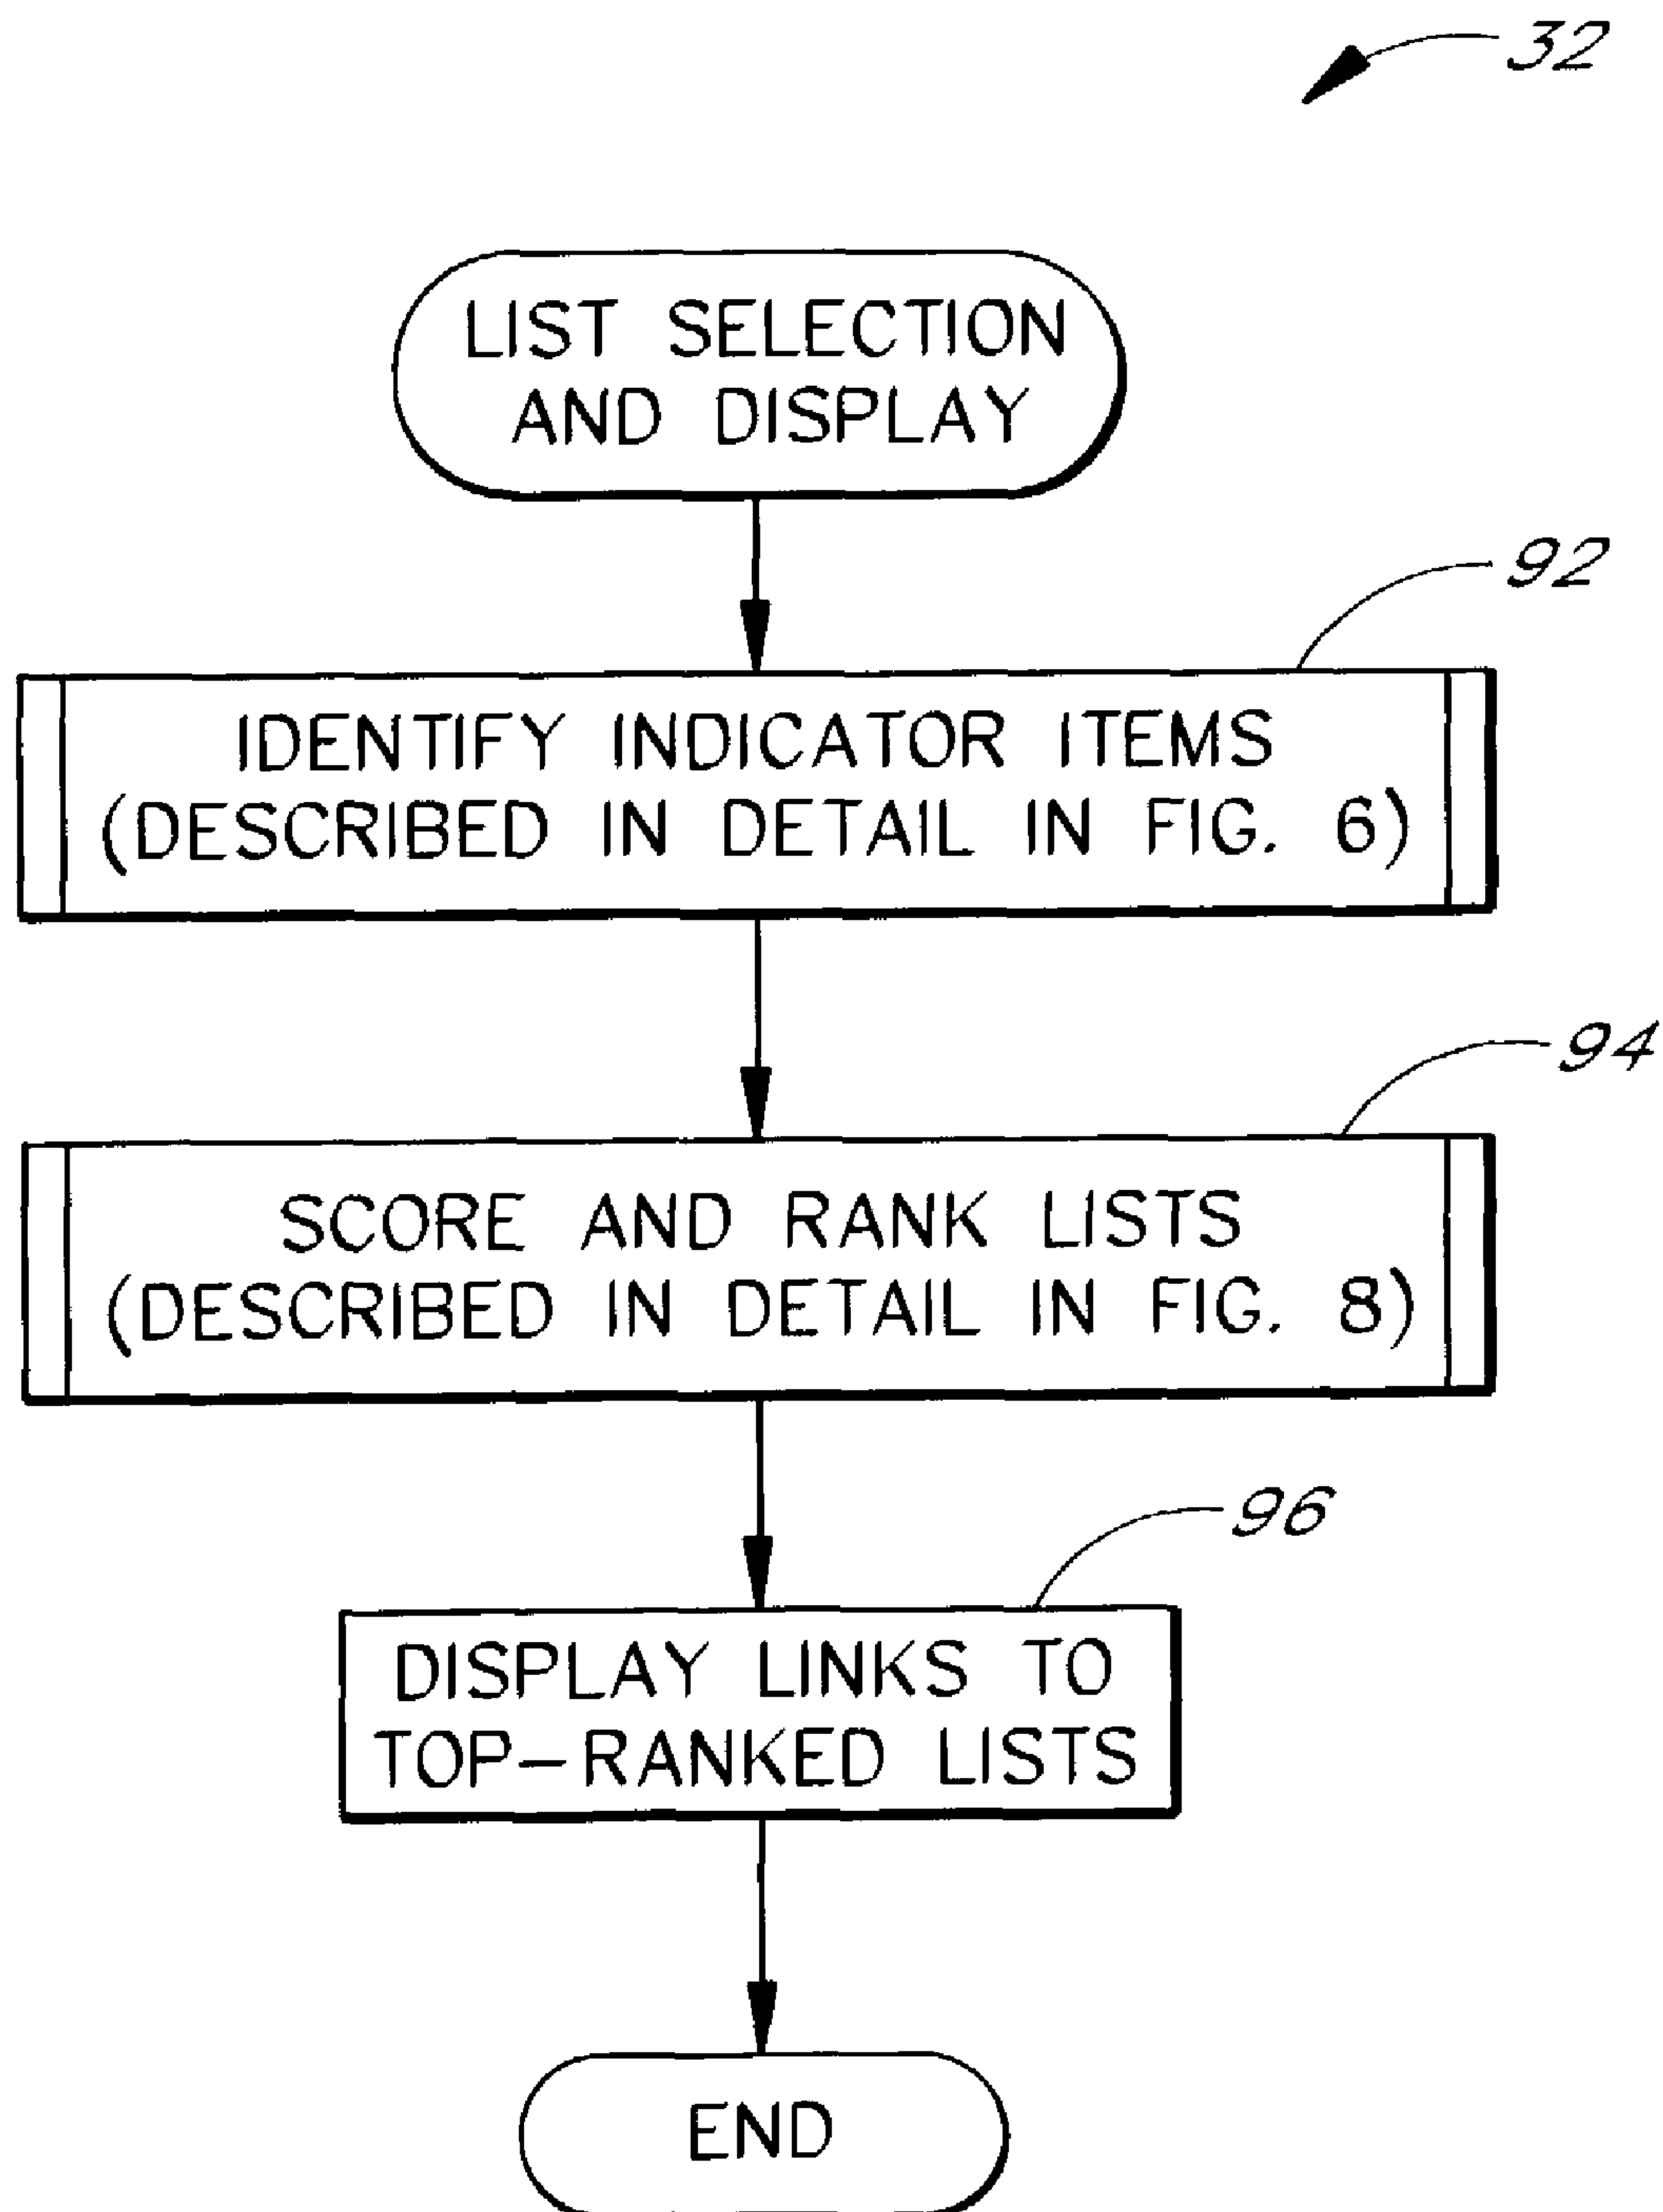 32
LIST SELECTION
AND DISPLAY
92
IDENTIFY INDICATOR ITEMS
(DESCRIBED IN DETAIL IN FIG. 6)
94
SCORE AND RANK LISTS
(DESCRIBED IN DETAIL IN FIG. 8)
96
DISPLAY LINKS TO
TOP-RANKED LISTS
END